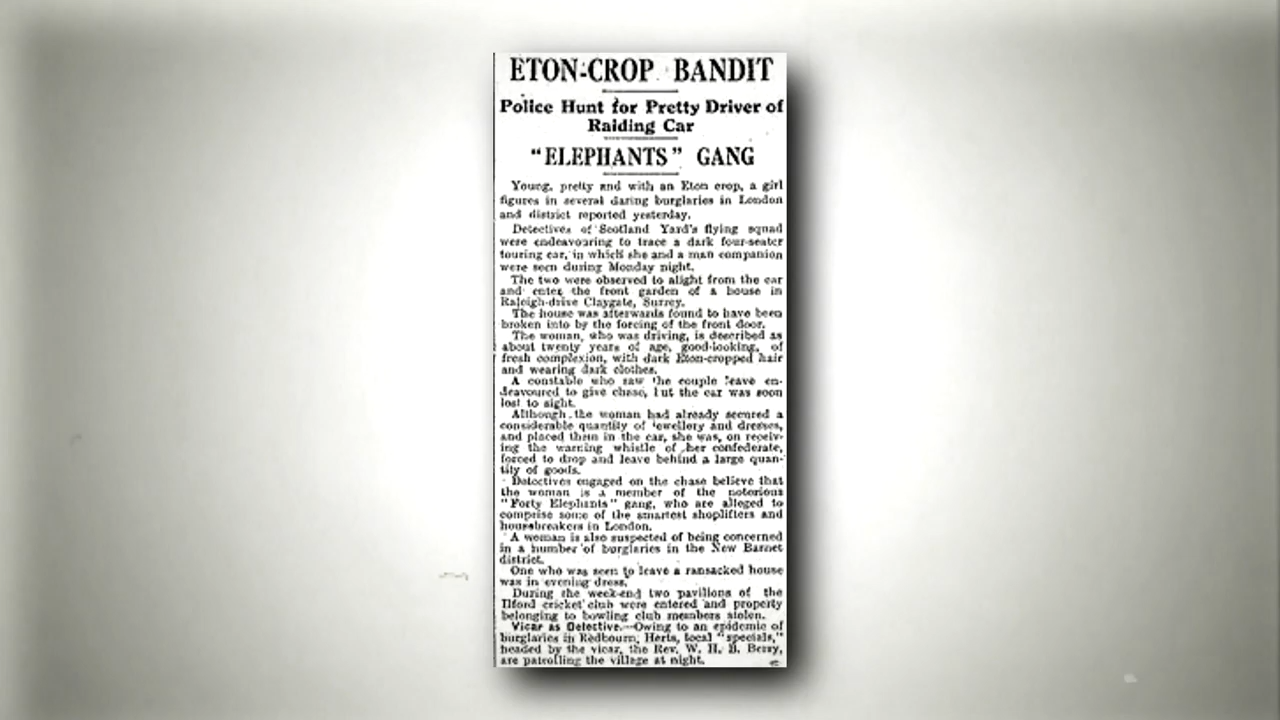 ETON-CROP BANDIT
Police Hunt for Pretty Driver of
Raiding Car
"ELEPHANTS" GANG
Young, pretty and with an Eton crop, a girl
figures in several daring burglaries in London
and district reported yesterday.
Detectives of Scotland Yard's flying squad
were endeavouring to trace a dark four-seater
touring car, in which she and a man companion
were seen during Monday night.
The two were observed to alight from the car
and enter the front garden of a house in
Raleigh-drive Claygate, Surrey.
The house was afterwards found to have been
broken into by the forcing of the front door.
The woman, who was driving, is described as
about twenty years of age, good-looking, of
fresh complexion, with dark Eton-cropped hair
and wearing dark clothes.
A constable who saw the couple leave en-
deavoured to give chase, but the car was soon
lost to sight.
Although the woman had already secured a
considerable quantity of jewellery and dresses,
and placed them in the car, she was, on receiv-
ing the warning whistle of her confederate,
forced to drop and leave behind a large quan-
tity of goods.
Detectives engaged on the chase believe that
the woman is a member of the notorious
"Forty Elephants" gang, who are alleged to
comprise some of the smartest shoplifters and
housebreakers in London.
A woman is also suspected of being concerned
in a number of burglaries in the New Barnet
district.
One who was seen to leave a ransacked house
was in evening dress.
During the week-end two pavilions of the
Ilford cricket club were entered and property
belonging to bowling club members stolen.
Vicar as Detective.—Owing to an epidemic of
burglaries in Redbourn, Herts, local "specials,"
headed by the vicar, the Rev. W. H. B. Berry,
are patrolling the village at night.